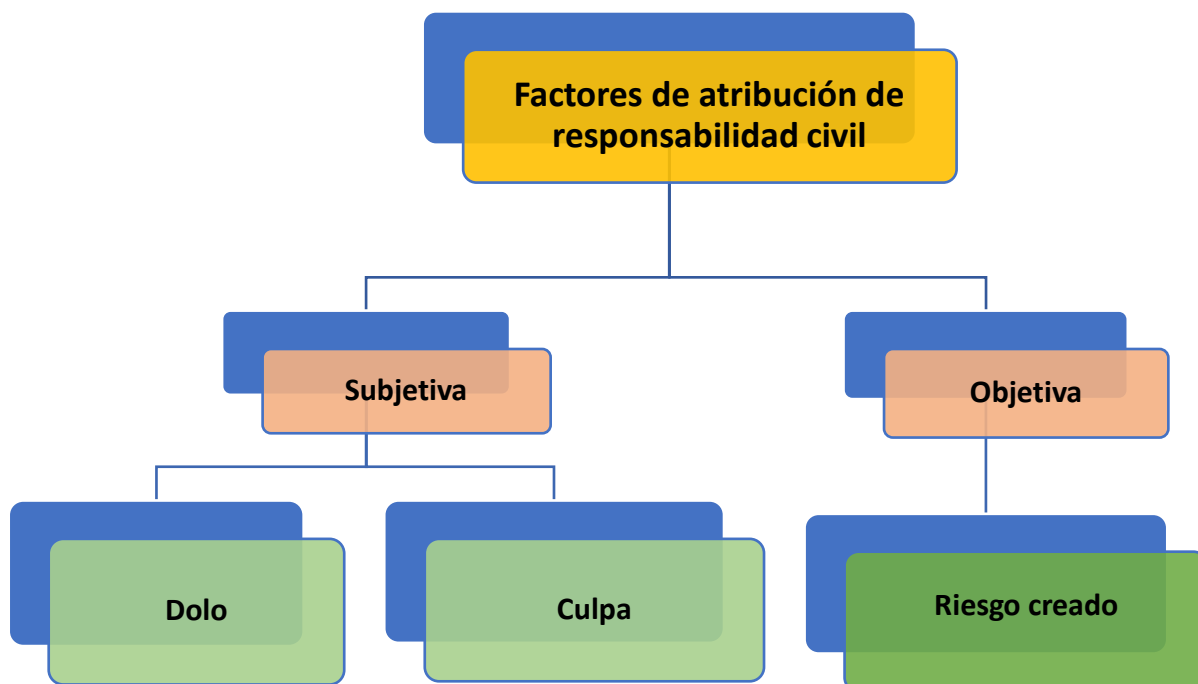 Factores de atribución de
responsabilidad civil
Subjetiva
Objetiva
Dolo
Culpa
Riesgo creado